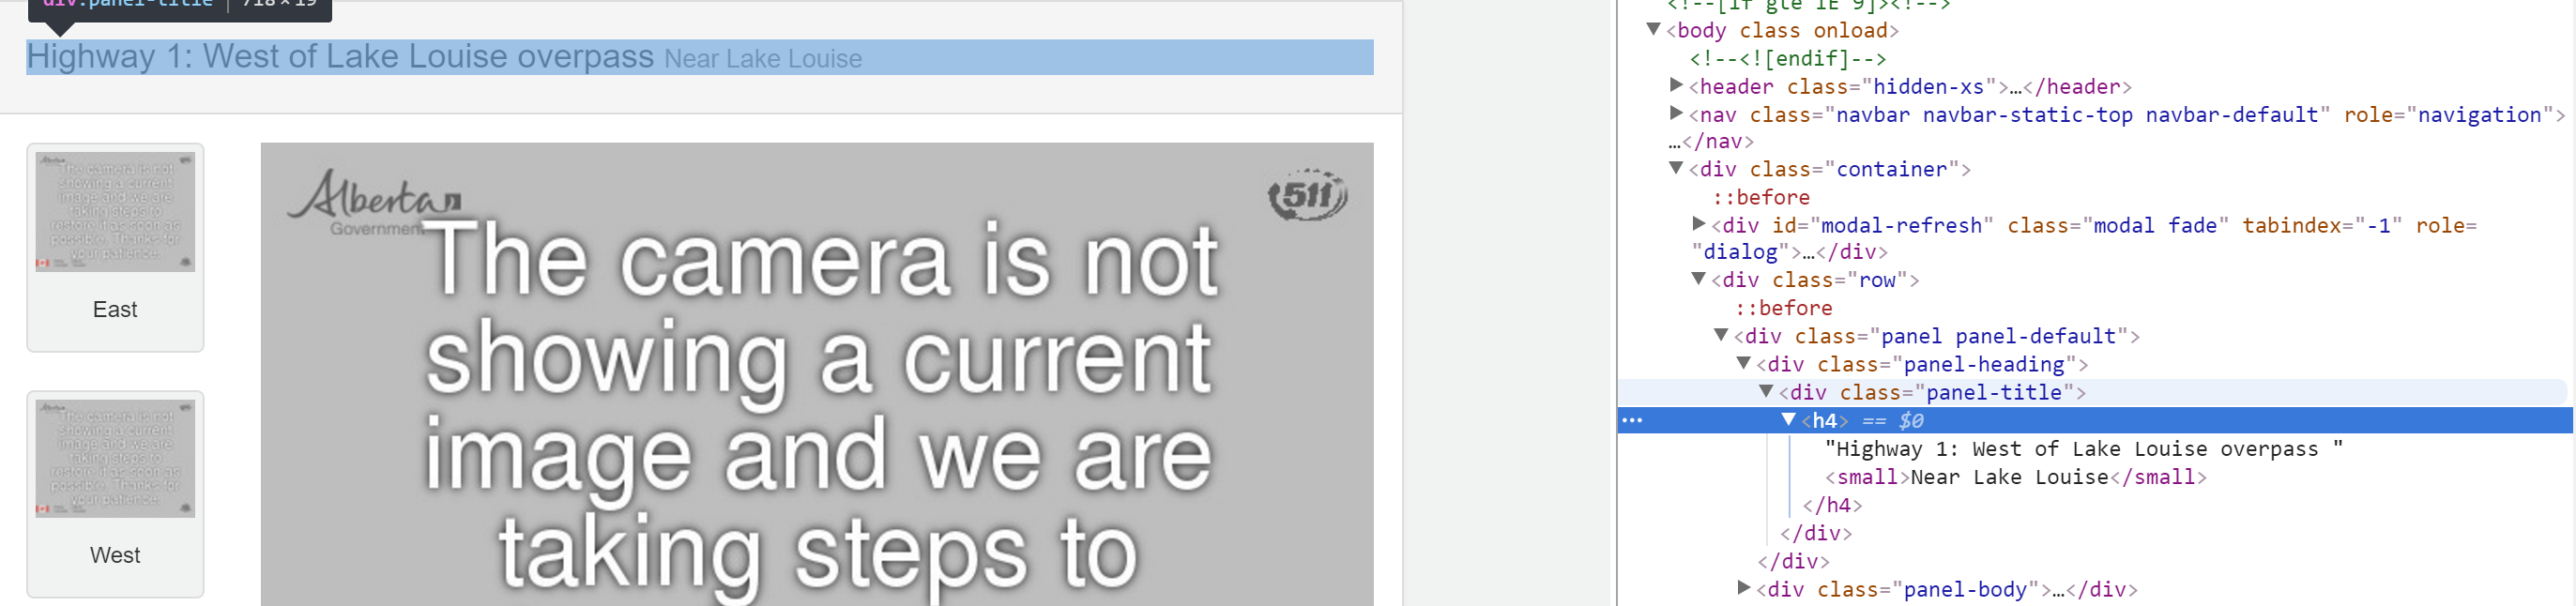 div.panel-title | 718×19
Highway 1: West of Lake Louise overpass Near Lake Louise
The camera is not
showing a current
image and we are
taking steps to
restore it as soon as
possible. Thanks for
your patience.
East
The camera is not
showing a current
image and we are
taking steps to
restore it as soon as
possible. Thanks for
your patience.
West
Alberta
Government
511
The camera is not
showing a current
image and we are
taking steps to
<!--[if gte IE 9]><!-->
▼<body class onload>
<!--<![endif]-->
▶<header class="hidden-xs">…</header>
▶<nav class="navbar navbar-static-top navbar-default" role="navigation">
…</nav>
▼<div class="container">
::before
▶<div id="modal-refresh" class="modal fade" tabindex="-1" role=
"dialog">…</div>
▼<div class="row">
::before
▼<div class="panel panel-default">
▼<div class="panel-heading">
▼<div class="panel-title">
… ▼<h4> == $0
"Highway 1: West of Lake Louise overpass "
<small>Near Lake Louise</small>
</h4>
</div>
</div>
▶<div class="panel-body">…</div>